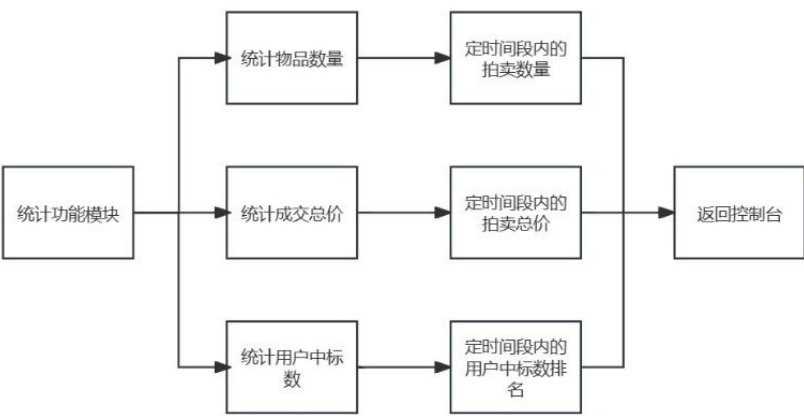 统计物品数量
定时间段内的
拍卖数量
统计功能模块
统计成交总价
定时间段内的
拍卖总价
返回控制台
统计用户中标
数
定时间段内的
用户中标数排
名